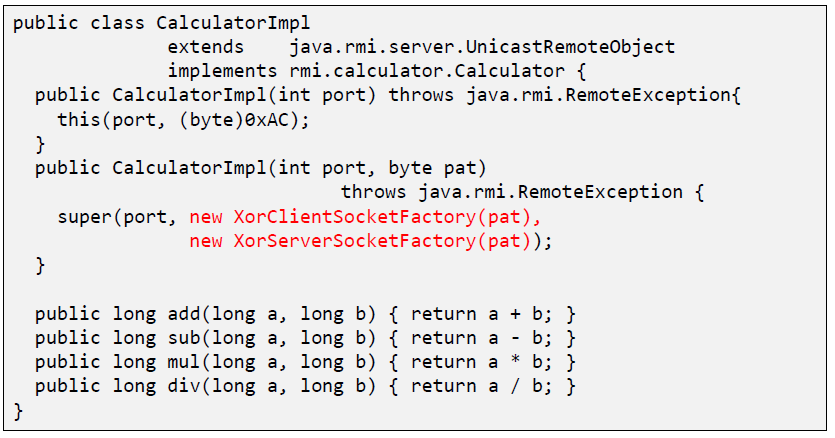 public class CalculatorImpl
extends    java.rmi.server.UnicastRemoteObject
implements rmi.calculator.Calculator {
public CalculatorImpl(int port) throws java.rmi.RemoteException{
this(port, (byte)0xAC);
}
public CalculatorImpl(int port, byte pat)
throws java.rmi.RemoteException {
super(port, new XorClientSocketFactory(pat),
new XorServerSocketFactory(pat));
}
public long add(long a, long b) { return a + b; }
public long sub(long a, long b) { return a - b; }
public long mul(long a, long b) { return a * b; }
public long div(long a, long b) { return a / b; }
}